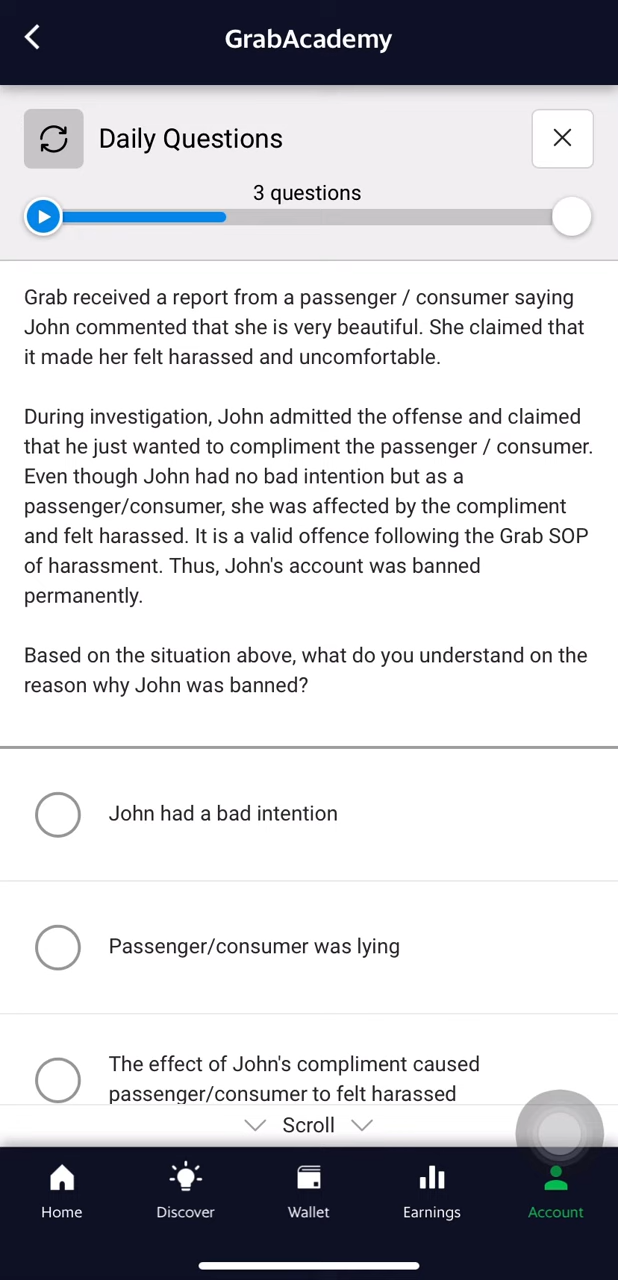 GrabAcademy
Daily Questions
3 questions
Grab received a report from a passenger / consumer saying
John commented that she is very beautiful. She claimed that
it made her felt harassed and uncomfortable.
During investigation, John admitted the offense and claimed
that he just wanted to compliment the passenger / consumer.
Even though John had no bad intention but as a
passenger/consumer, she was affected by the compliment
and felt harassed. It is a valid offence following the Grab SOP
of harassment. Thus, John's account was banned
permanently.
Based on the situation above, what do you understand on the
reason why John was banned?
John had a bad intention
Passenger/consumer was lying
The effect of John's compliment caused
passenger/consumer to felt harassed
Scroll
Home
Discover
Wallet
Earnings
Account